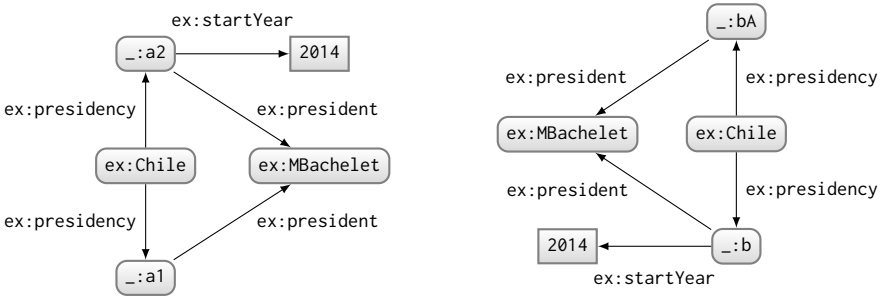 ex:startYear
_:a2
2014
ex:presidency
ex:president
ex:Chile
ex:MBachelet
ex:presidency
ex:president
_:a1
_:bA
ex:president
ex:presidency
ex:MBachelet
ex:Chile
ex:president
ex:presidency
2014
_:b
ex:startYear